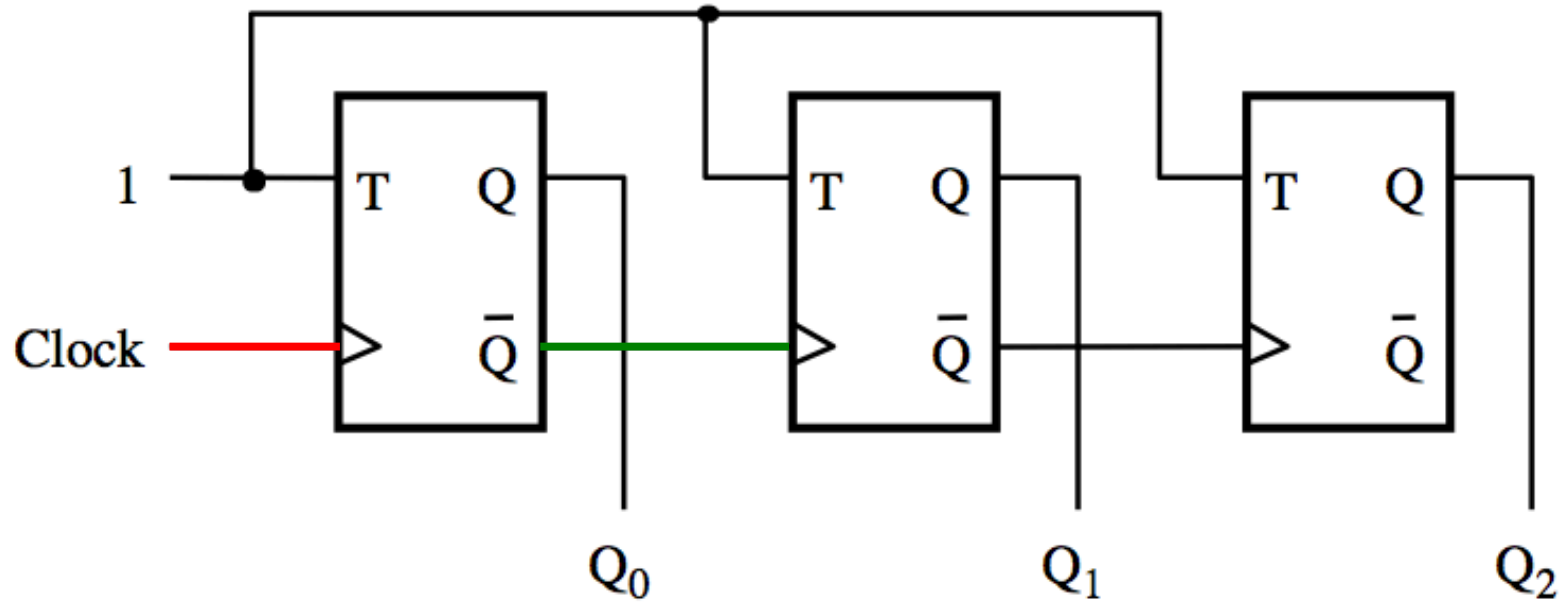 1 T Q T Q T Q
Clock Q̅ Q̅ Q̅
Q₀ Q₁ Q₂